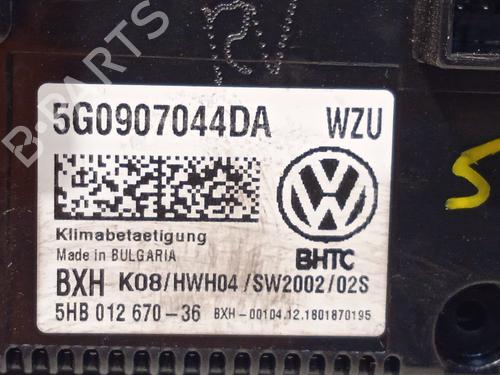 B-PARTS
5G0907044DA WZU
Klimabetaetigung
Made in BULGARIA
BHTC
BXH K08/HWH04/SW2002/02S
5HB 012 670-36 BXH-00104.12.1801870195